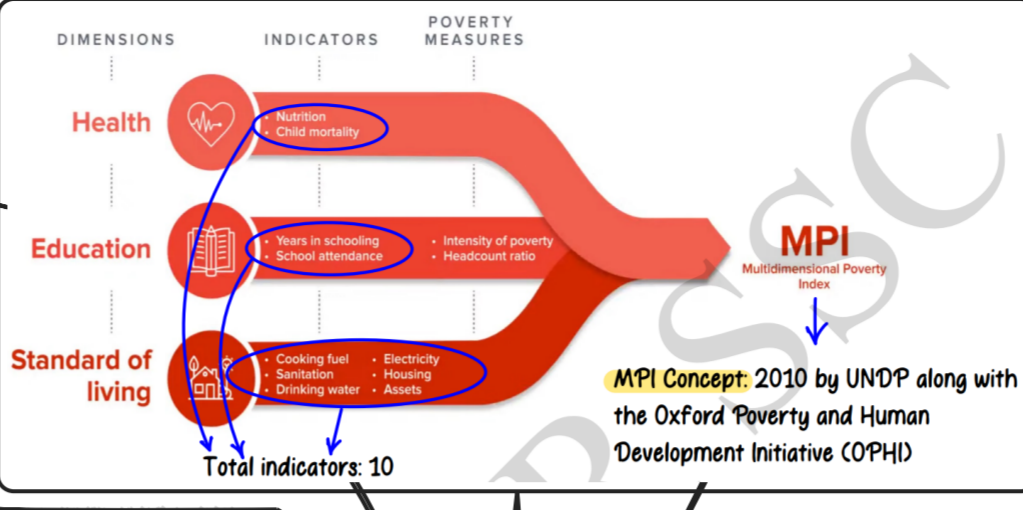 DIMENSIONS
INDICATORS
POVERTY
MEASURES
Health
• Nutrition
• Child mortality
Education
• Years in schooling
• School attendance
• Intensity of poverty
• Headcount ratio
Standard of
living
• Cooking fuel
• Sanitation
• Drinking water
• Electricity
• Housing
• Assets
MPI
Multidimensional Poverty
Index
MPI Concept: 2010 by UNDP along with
the Oxford Poverty and Human
Development Initiative (OPHI)
Total indicators: 10
P SSC